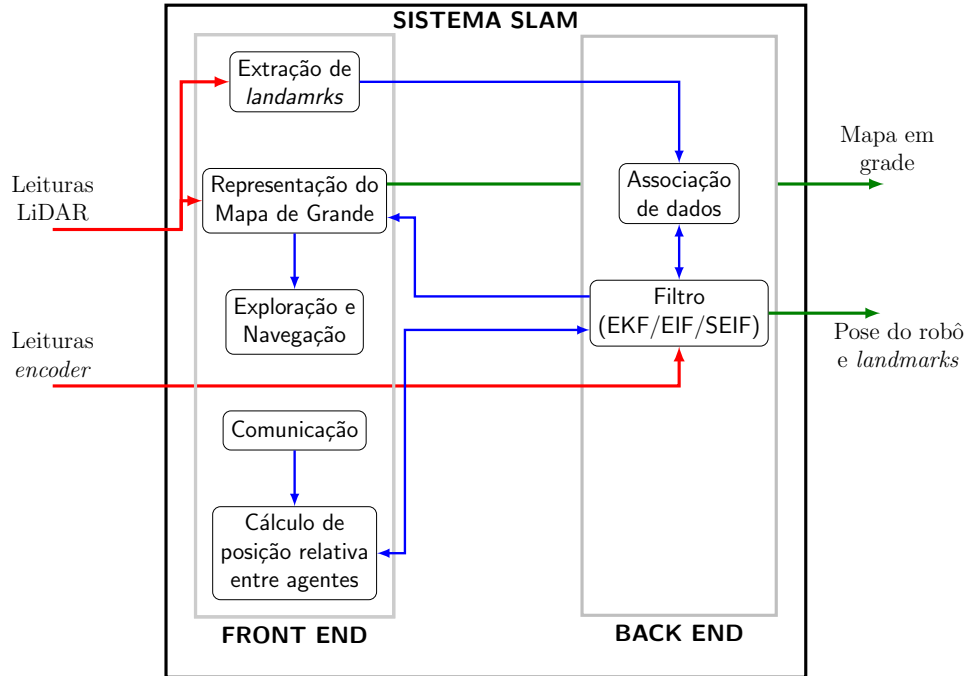 SISTEMA SLAM
Extração de
landamrks
Leituras
LiDAR
Representação do
Mapa de Grande
Exploração e
Navegação
Leituras
encoder
Comunicação
Cálculo de
posição relativa
entre agentes
FRONT END
Associação
de dados
Filtro
(EKF/EIF/SEIF)
BACK END
Mapa em
grade
Pose do robô
e landmarks